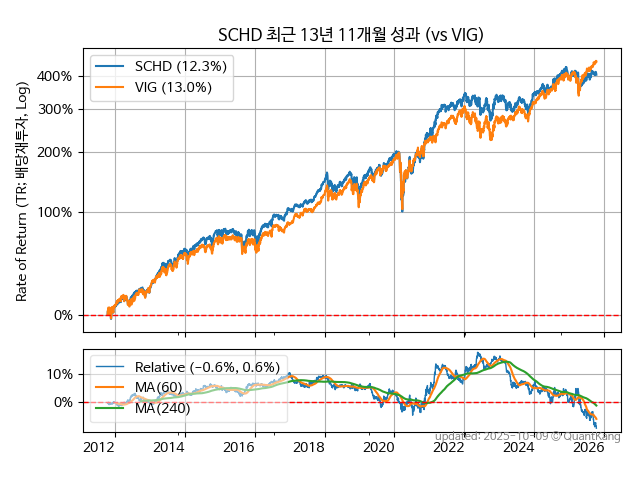 SCHD 최근 13년 11개월 성과 (vs VIG)
Rate of Return (TR; 배당재투자, Log)
SCHD (12.3%)
VIG (13.0%)
400%
300%
200%
100%
0%
Relative (−0.6%, 0.6%)
MA(60)
MA(240)
10%
0%
2012 2014 2016 2018 2020 2022 2024 2026
updated: 2025-10-09 © QuantKang